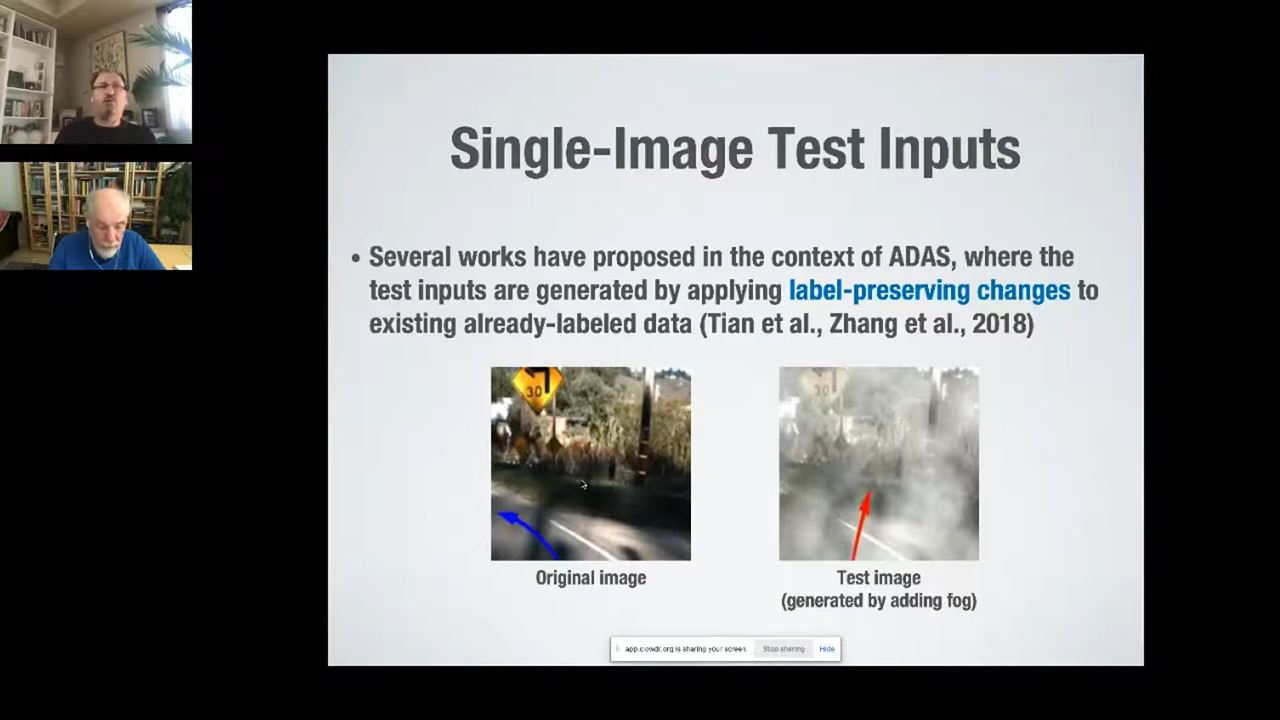 Single-Image Test Inputs
• Several works have proposed in the context of ADAS, where the
test inputs are generated by applying label-preserving changes to
existing already-labeled data (Tian et al., Zhang et al., 2018)
30
30
Original image
Test image
(generated by adding fog)
app.clowdr.org is sharing your screen.
Stop sharing
Hide